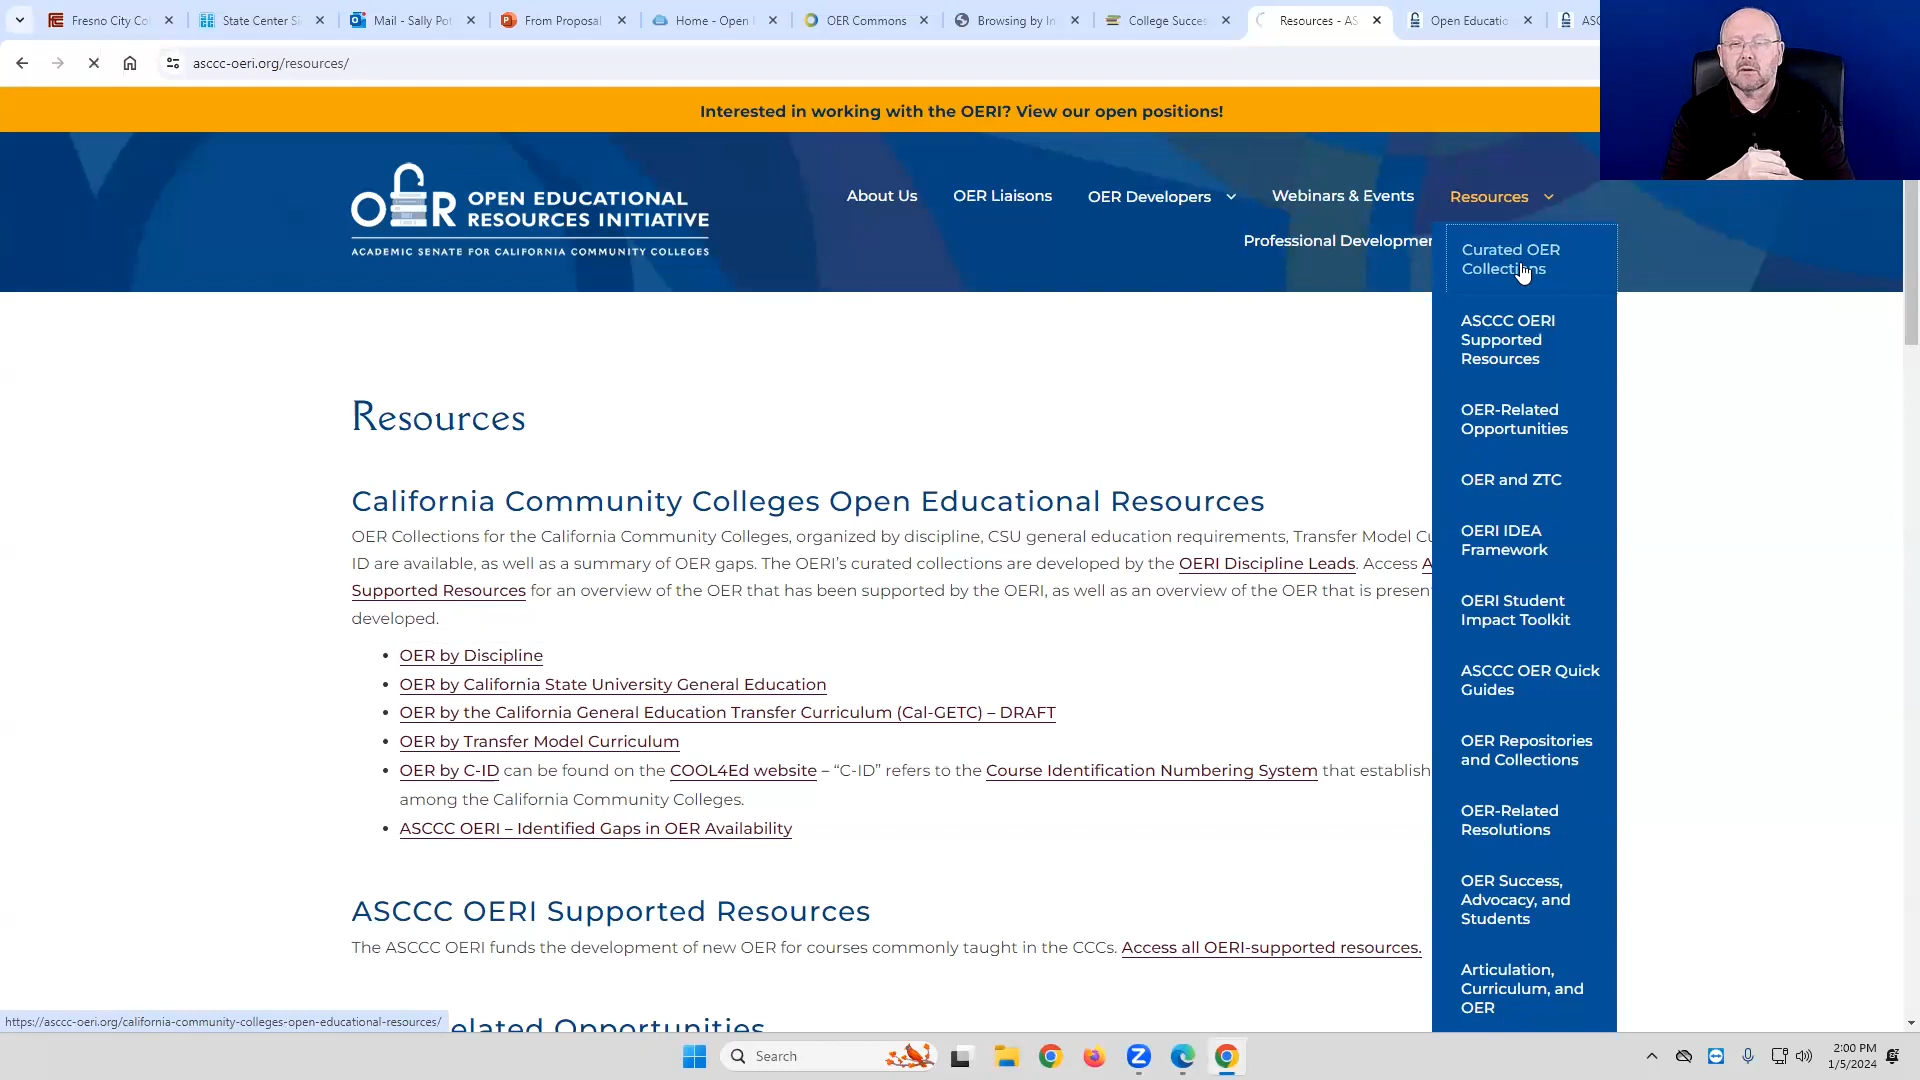 Fresno City Co
State Center S
Mail - Sally Pot
From Proposal
Home - Open
OER Commons
Browsing by In
College Succes
Resources - AS
Open Educatio
ASC
asccc-oeri.org/resources/
Interested in working with the OERI? View our open positions!
OER OPEN EDUCATIONAL
RESOURCES INITIATIVE
ACADEMIC SENATE FOR CALIFORNIA COMMUNITY COLLEGES
About Us
OER Liaisons
OER Developers
Webinars & Events
Resources
Professional Developmen
Curated OER
Collections
ASCCC OERI
Supported
Resources
OER-Related
Opportunities
OER and ZTC
OERI IDEA
Framework
OERI Student
Impact Toolkit
ASCCC OER Quick
Guides
OER Repositories
and Collections
OER-Related
Resolutions
OER Success,
Advocacy, and
Students
Articulation,
Curriculum, and
OER
Resources
California Community Colleges Open Educational Resources
OER Collections for the California Community Colleges, organized by discipline, CSU general education requirements, Transfer Model Cu
ID are available, as well as a summary of OER gaps. The OERI's curated collections are developed by the OERI Discipline Leads. Access A
Supported Resources for an overview of the OER that has been supported by the OERI, as well as an overview of the OER that is presen
developed.
• OER by Discipline
• OER by California State University General Education
• OER by the California General Education Transfer Curriculum (Cal-GETC) – DRAFT
• OER by Transfer Model Curriculum
• OER by C-ID can be found on the COOL4Ed website – “C-ID” refers to the Course Identification Numbering System that establish
among the California Community Colleges.
• ASCCC OERI – Identified Gaps in OER Availability
ASCCC OERI Supported Resources
The ASCCC OERI funds the development of new OER for courses commonly taught in the CCCs. Access all OERI-supported resources.
elated Opportunities
https://asccc-oeri.org/california-community-colleges-open-educational-resources/
Search
2:00 PM
1/5/2024